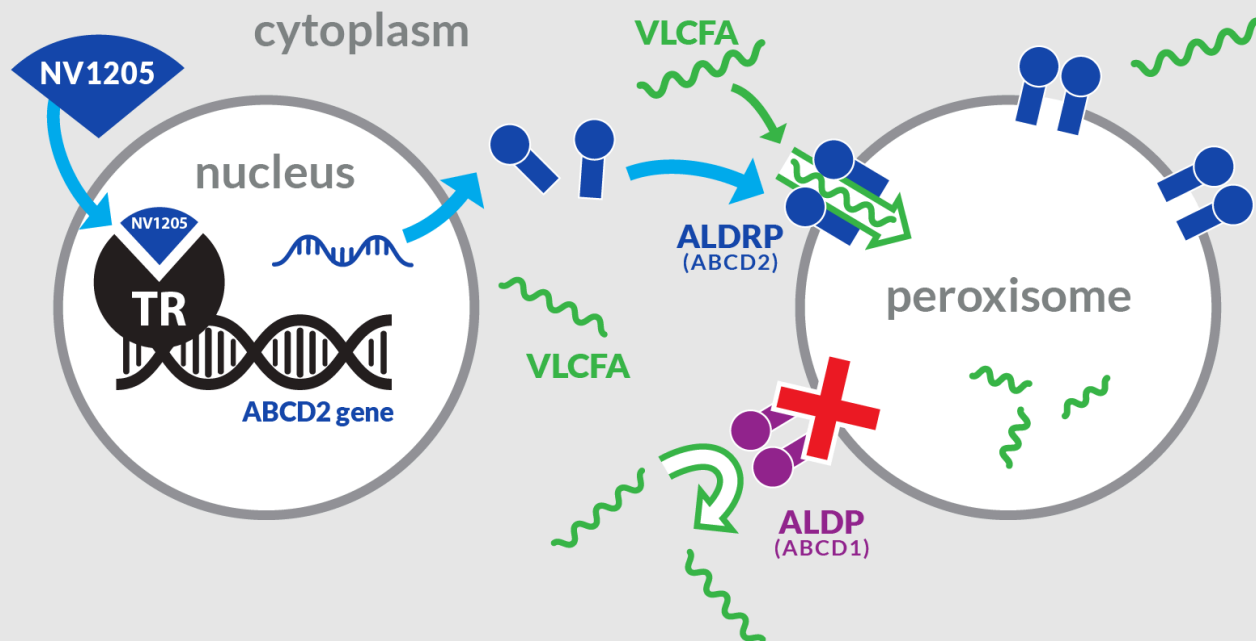 cytoplasm
NV1205
VLCFA
nucleus
NV1205
TR
ABCD2 gene
ALDRP
(ABCD2)
peroxisome
VLCFA
ALDP
(ABCD1)